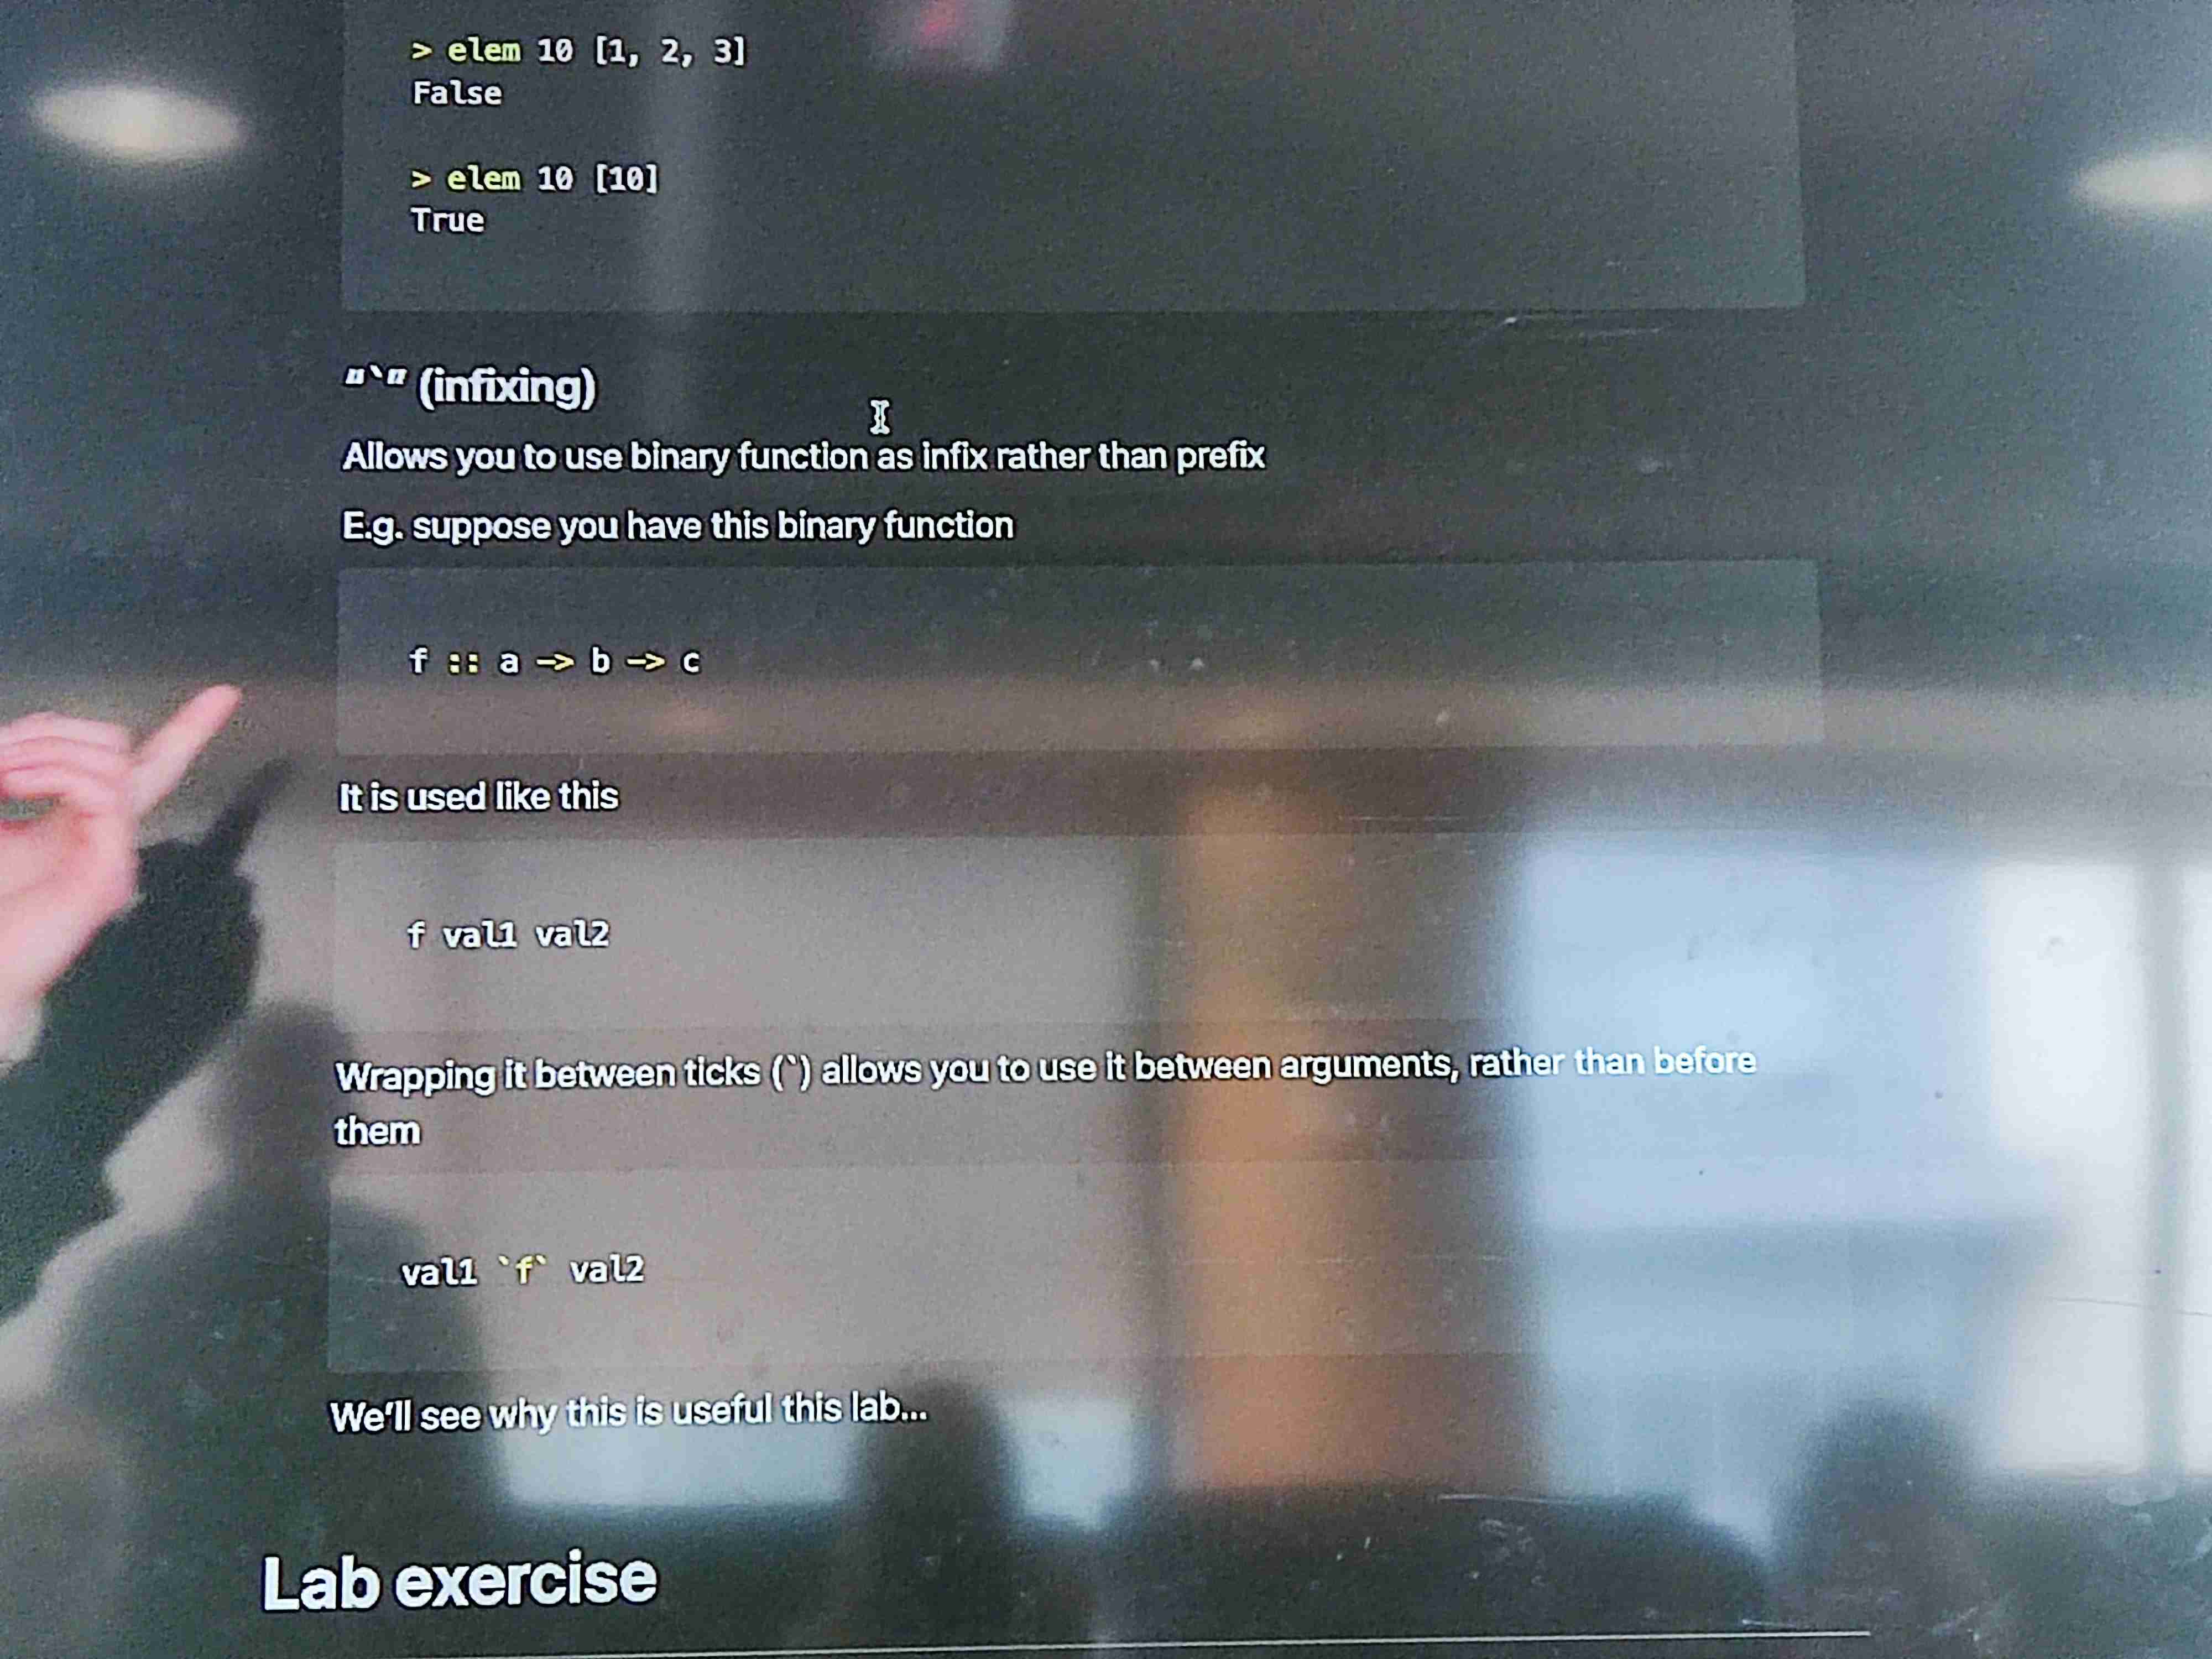 > elem 10 [1, 2, 3]
False
> elem 10 [10]
True
“`” (infixing)
Allows you to use binary function as infix rather than prefix
E.g. suppose you have this binary function
f :: a -> b -> c
It is used like this
f val1 val2
Wrapping it between ticks (`) allows you to use it between arguments, rather than before
them
val1 `f` val2
We'll see why this is useful this lab...
Lab exercise